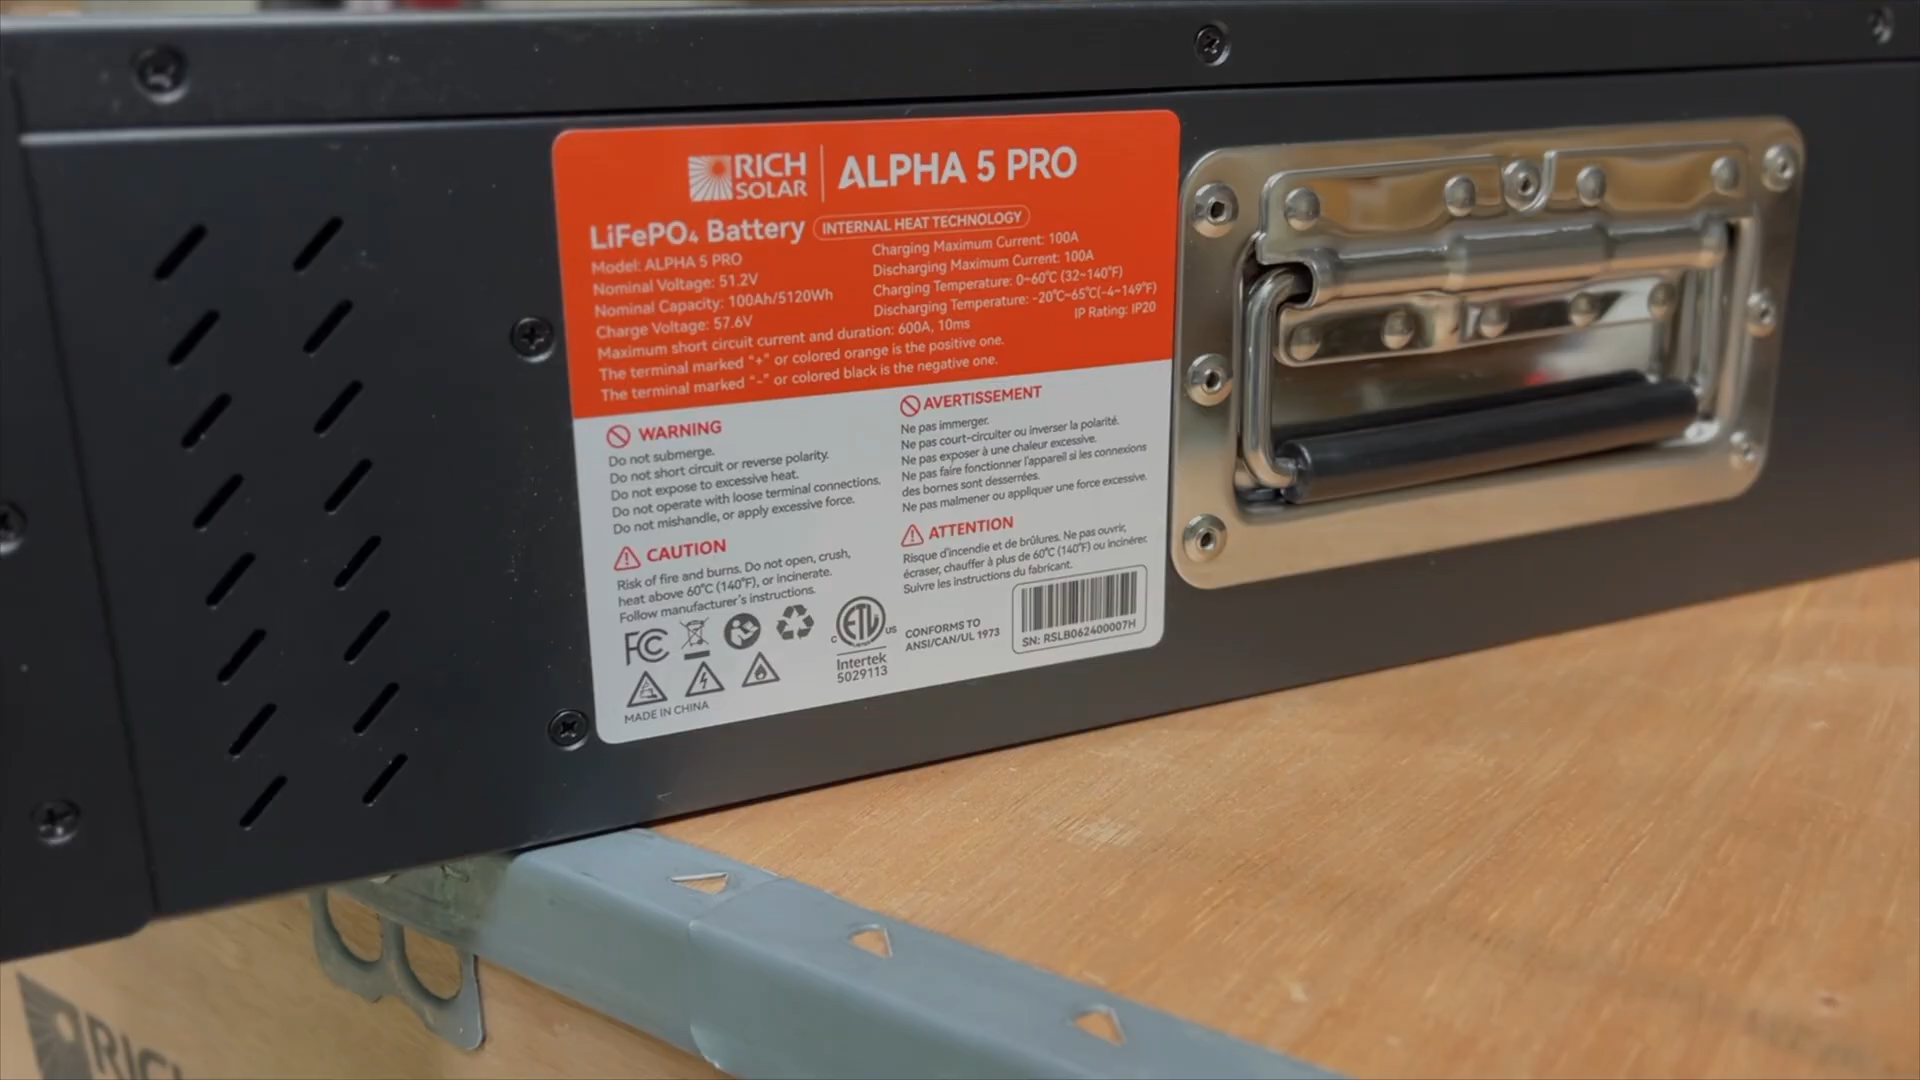 RICH
SOLAR
ALPHA 5 PRO
LiFePO₄ Battery
INTERNAL HEAT TECHNOLOGY
Model: ALPHA 5 PRO
Nominal Voltage: 51.2V
Nominal Capacity: 100Ah/5120Wh
Charge Voltage: 57.6V
Charging Maximum Current: 100A
Discharging Maximum Current: 100A
Charging Temperature: 0~60℃ (32~140℉)
Discharging Temperature: -20℃~65℃(-4~149℉)
IP Rating: IP20
Maximum short circuit current and duration: 600A, 10ms
The terminal marked "+" or colored orange is the positive one.
The terminal marked "-" or colored black is the negative one.
WARNING
Do not submerge.
Do not short circuit or reverse polarity.
Do not expose to excessive heat.
Do not operate with loose terminal connections.
Do not mishandle, or apply excessive force.
CAUTION
Risk of fire and burns. Do not open, crush,
heat above 60℃ (140℉), or incinerate.
Follow manufacturer's instructions.
AVERTISSEMENT
Ne pas immerger.
Ne pas court-circuiter ou inverser la polarité.
Ne pas exposer à une chaleur excessive.
Ne pas faire fonctionner l'appareil si les connexions
des bornes sont desserrées.
Ne pas malmener ou appliquer une force excessive.
ATTENTION
Risque d'incendie et de brûlures. Ne pas ouvrir,
écraser, chauffer à plus de 60℃ (140℉) ou incinérer.
Suivre les instructions du fabricant.
FC
C ETL US
Intertek
5029113
CONFORMS TO
ANSI/CAN/UL 1973
SN: RSLB062400007H
MADE IN CHINA
RICH